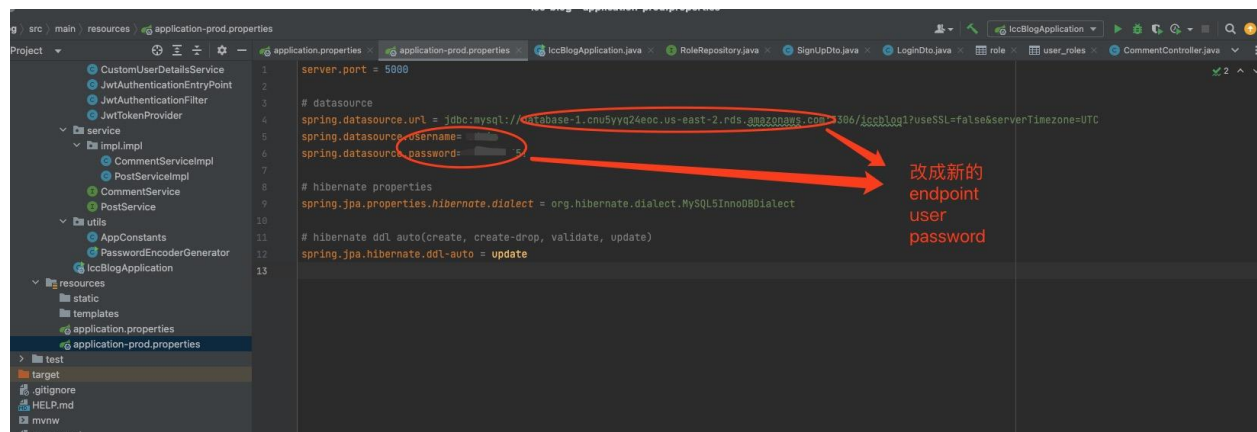 src main resources application-prod.properties
IccBlogApplication
Project
application.properties
application-prod.properties
IccBlogApplication.java
RoleRepository.java
SignUpDto.java
LoginDto.java
role
user_roles
CommentController.java
CustomUserDetailsService
JwtAuthenticationEntryPoint
JwtAuthenticationFilter
JwtTokenProvider
service
impl.impl
CommentServiceImpl
PostServiceImpl
CommentService
PostService
utils
AppConstants
PasswordEncoderGenerator
IccBlogApplication
resources
static
templates
application.properties
application-prod.properties
test
target
.gitignore
HELP.md
mvnw
1 server.port = 5000
2
3 # datasource
4 spring.datasource.url = jdbc:mysql://database-1.cnu5yyq24eoc.us-east-2.rds.amazonaws.com:3306/iccblog1?useSSL=false&serverTimezone=UTC
5 spring.datasource.username=
6 spring.datasource.password=
7
8 # hibernate properties
9 spring.jpa.properties.hibernate.dialect = org.hibernate.dialect.MySQL5InnoDBDialect
10
11 # hibernate ddl auto(create, create-drop, validate, update)
12 spring.jpa.hibernate.ddl-auto = update
13
2
改成新的
endpoint
user
password